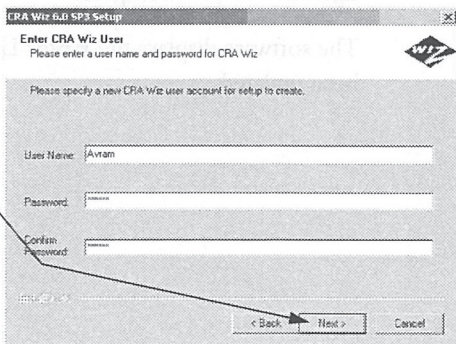 CRA Wiz 6.0 SP3 Setup
Enter CRA Wiz User
Please enter a user name and password for CRA Wiz
WIZ
Please specify a new CRA Wiz user account for setup to create.
User Name: Avram
Password:
Confirm
Password:
< Back
Next >
Cancel